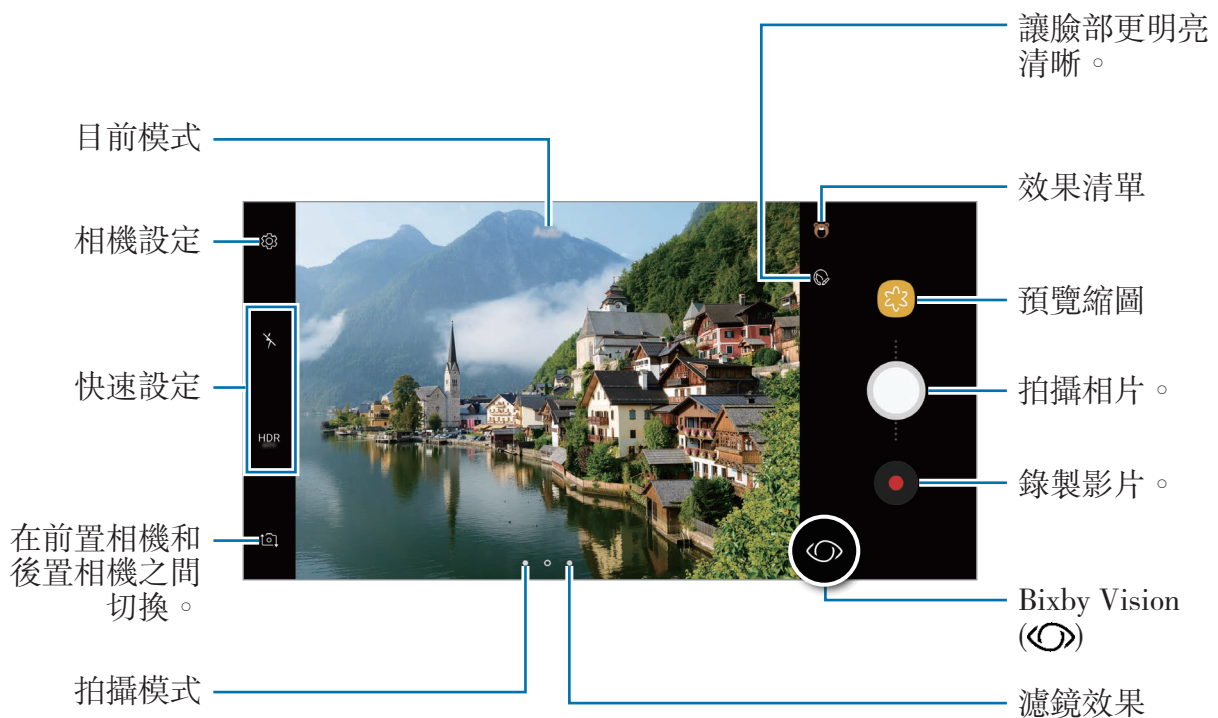 讓臉部更明亮
清晰。
目前模式
效果清單
相機設定
預覽縮圖
快速設定
拍攝相片。
HDR
錄製影片。
在前置相機和
後置相機之間
切換。
Bixby Vision
()
拍攝模式
濾鏡效果